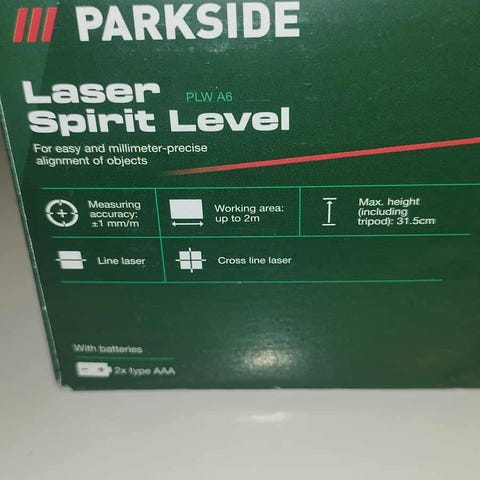 PARKSIDE
Laser
PLW A6
Spirit Level
For easy and millimeter-precise
alignment of objects
Measuring
accuracy:
±1 mm/m
Working area:
up to 2m
Max. height
(including
tripod): 31.5cm
Line laser
Cross line laser
With batteries
2x type AAA